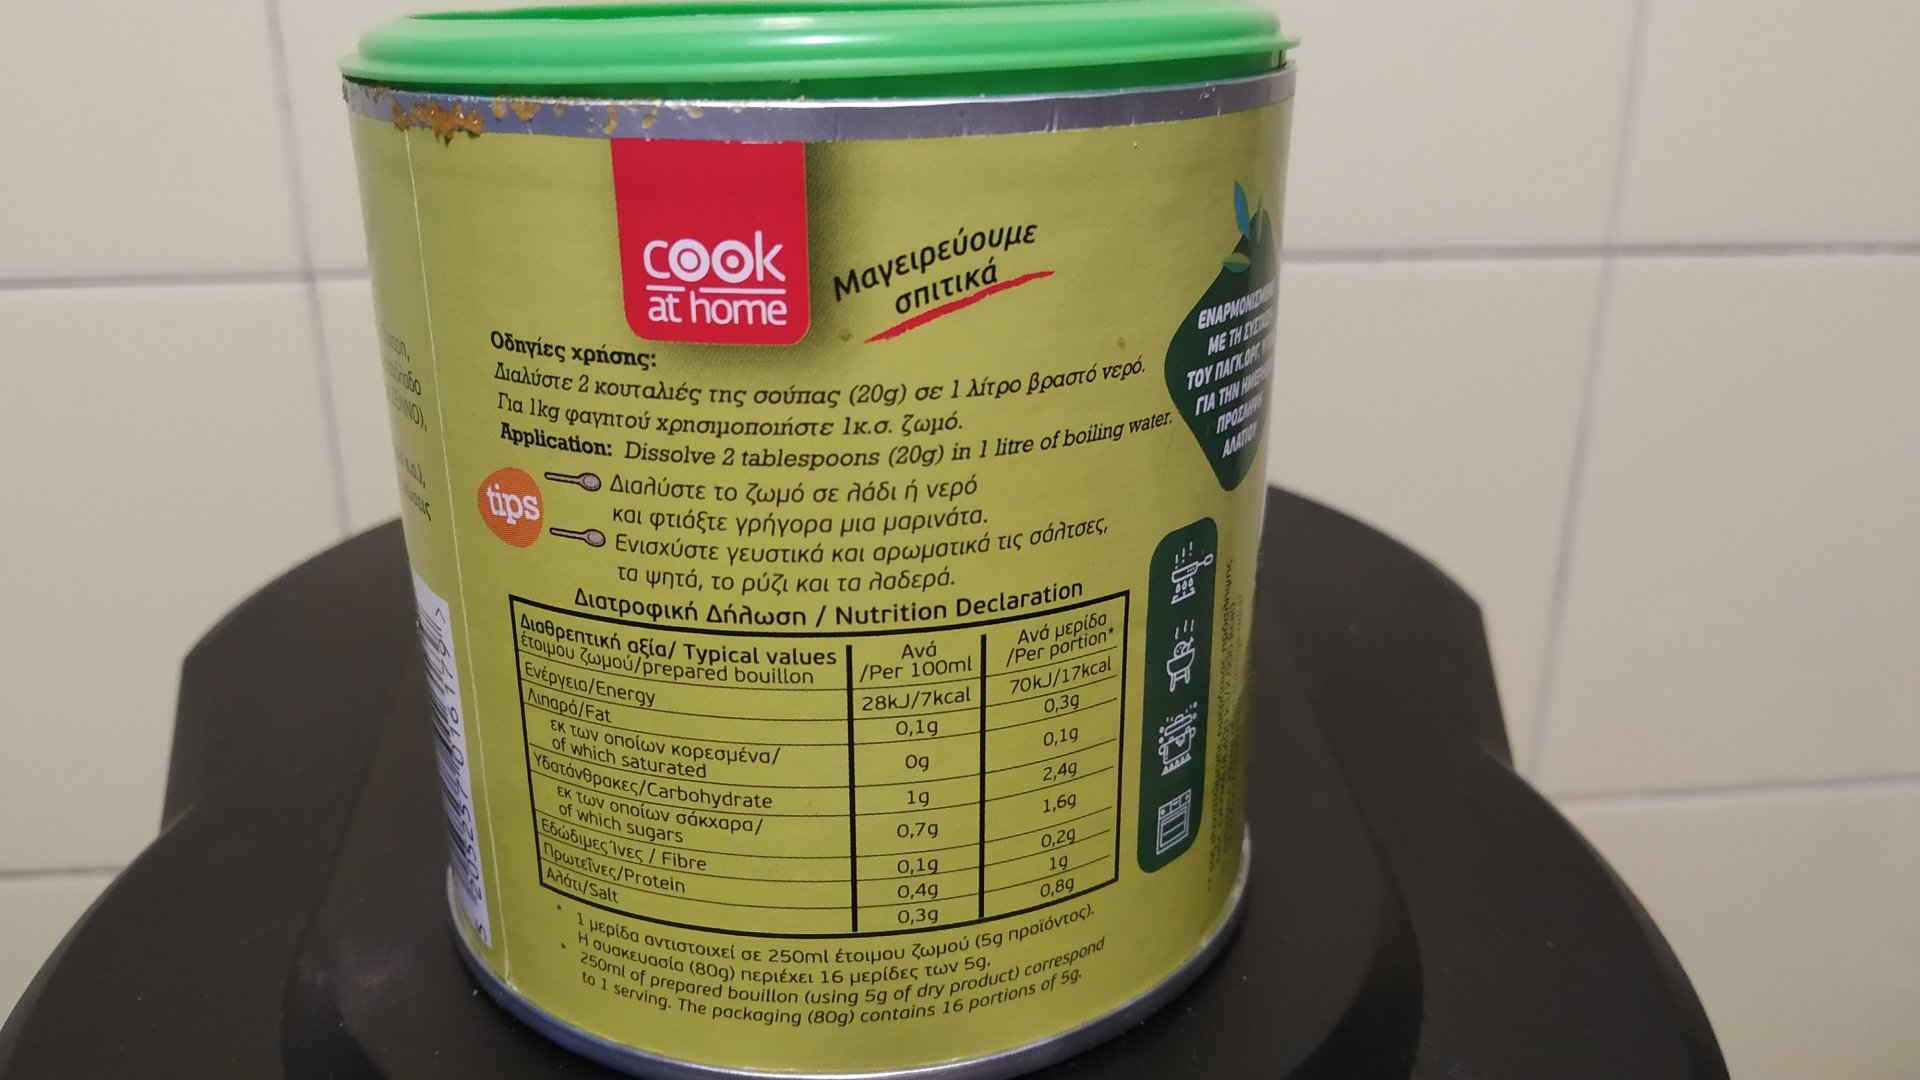 cook
at home
Μαγειρεύουμε
σπιτικά
ΜΕ ΤΗ
ΤΟΥ ΠΑΓΚ.ΟΡΓ.
ΓΙΑ ΤΗΝ
ΑΛΑΤΙΟΥ
Οδηγίες χρήσης:
Διαλύστε 2 κουταλιές της σούπας (20g) σε 1 λίτρο βραστό νερό.
Για 1kg φαγητού χρησιμοποιήστε 1κ.σ. ζωμό.
Application: Dissolve 2 tablespoons (20g) in 1 litre of boiling water.
tips
Διαλύστε το ζωμό σε λάδι ή νερό
και φτιάξτε γρήγορα μια μαρινάτα.
Ενισχύστε γευστικά και αρωματικά τις σάλτσες,
τα ψητά, το ρύζι και τα λαδερά.
Διατροφική Δήλωση / Nutrition Declaration
Διαθρεπτική αξία/ Typical values
έτοιμου ζωμού/prepared bouillon
Ανά
/Per 100ml
Ανά μερίδα
/Per portion*
Ενέργεια/Energy 28kJ/7kcal 70kJ/17kcal
Λιπαρά/Fat 0,1g 0,3g
εκ των οποίων κορεσμένα/
of which saturated 0g 0,1g
Υδατάνθρακες/Carbohydrate 1g 2,4g
εκ των οποίων σάκχαρα/
of which sugars 0,7g 1,6g
Εδώδιμες Ίνες / Fibre 0,1g 0,2g
Πρωτεΐνες/Protein 0,4g 1g
Αλάτι/Salt 0,3g 0,8g
* 1 μερίδα αντιστοιχεί σε 250ml έτοιμου ζωμού (5g προϊόντος).
Η συσκευασία (80g) περιέχει 16 μερίδες των 5g.
* 250ml of prepared bouillon (using 5g of dry product) correspond
to 1 serving. The packaging (80g) contains 16 portions of 5g.